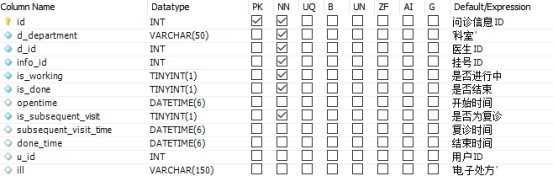 Column Name Datatype PK NN UQ B UN ZF AI G Default/Expression
id INT 问诊信息ID
d_department VARCHAR(50) '科室'
d_id INT 医生ID
info_id INT 挂号ID
is_working TINYINT(1) 是否进行中
is_done TINYINT(1) 是否结束
opentime DATETIME(6) 开始时间
is_subsequent_visit TINYINT(1) 是否为复诊
subsequent_visit_time DATETIME(6) 复诊时间
done_time DATETIME(6) 结束时间
u_id INT 用户ID
ill VARCHAR(150) '电子处方'